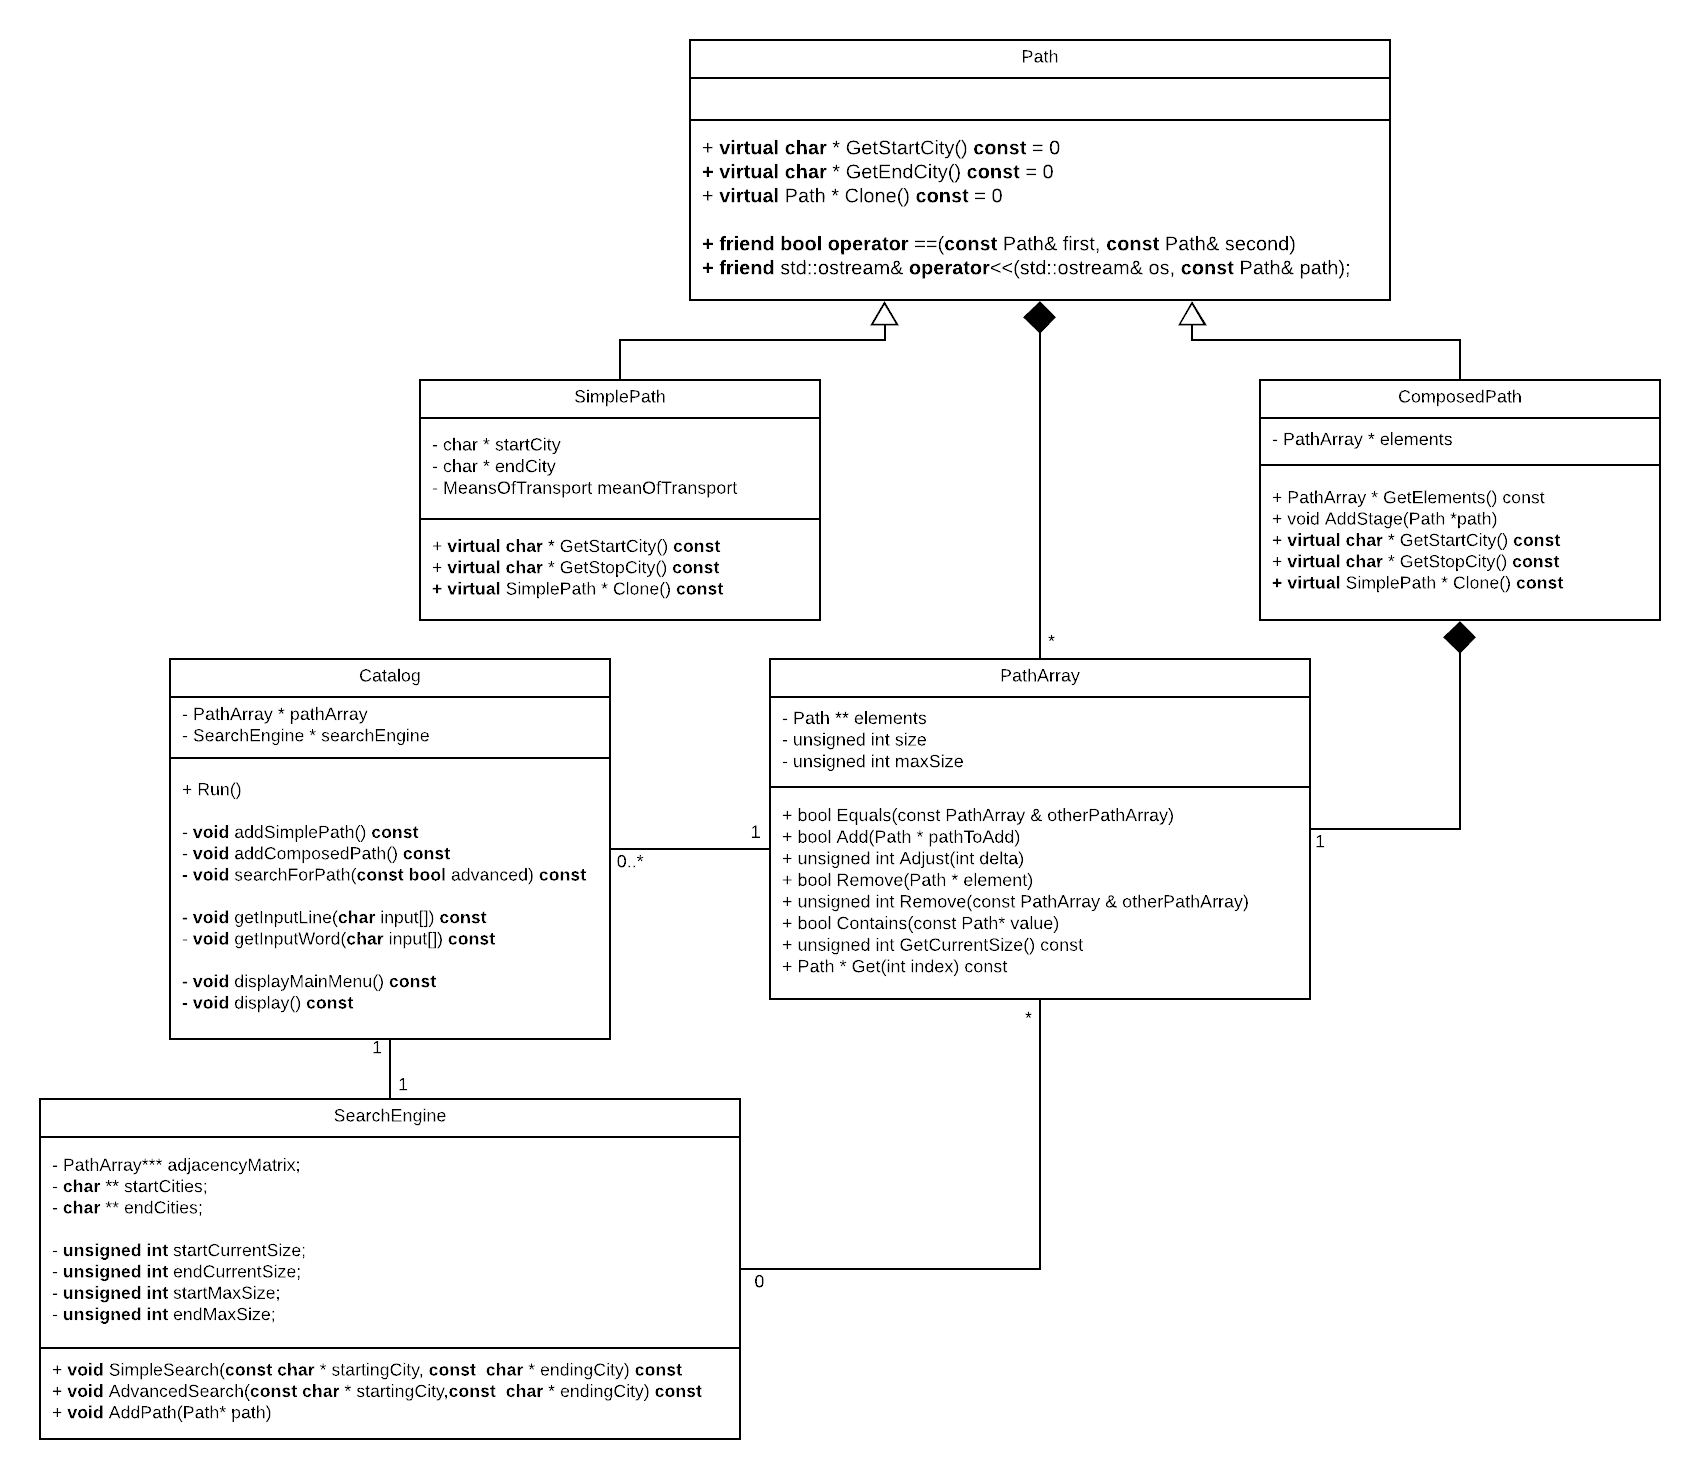 Path
+ virtual char * GetStartCity() const = 0
+ virtual char * GetEndCity() const = 0
+ virtual Path * Clone() const = 0
+ friend bool operator ==(const Path& first, const Path& second)
+ friend std::ostream& operator<<(std::ostream& os, const Path& path);
SimplePath
- char * startCity
- char * endCity
- MeansOfTransport meanOfTransport
+ virtual char * GetStartCity() const
+ virtual char * GetStopCity() const
+ virtual SimplePath * Clone() const
ComposedPath
- PathArray * elements
+ PathArray * GetElements() const
+ void AddStage(Path *path)
+ virtual char * GetStartCity() const
+ virtual char * GetStopCity() const
+ virtual SimplePath * Clone() const
*
Catalog
- PathArray * pathArray
- SearchEngine * searchEngine
+ Run()
- void addSimplePath() const
- void addComposedPath() const
- void searchForPath(const bool advanced) const
- void getInputLine(char input[]) const
- void getInputWord(char input[]) const
- void displayMainMenu() const
- void display() const
1
0..*
PathArray
- Path ** elements
- unsigned int size
- unsigned int maxSize
+ bool Equals(const PathArray & otherPathArray)
+ bool Add(Path * pathToAdd)
+ unsigned int Adjust(int delta)
+ bool Remove(Path * element)
+ unsigned int Remove(const PathArray & otherPathArray)
+ bool Contains(const Path* value)
+ unsigned int GetCurrentSize() const
+ Path * Get(int index) const
1
*
1
1
SearchEngine
- PathArray*** adjacencyMatrix;
- char ** startCities;
- char ** endCities;
- unsigned int startCurrentSize;
- unsigned int endCurrentSize;
- unsigned int startMaxSize;
- unsigned int endMaxSize;
+ void SimpleSearch(const char * startingCity, const  char * endingCity) const
+ void AdvancedSearch(const char * startingCity,const  char * endingCity) const
+ void AddPath(Path* path)
0